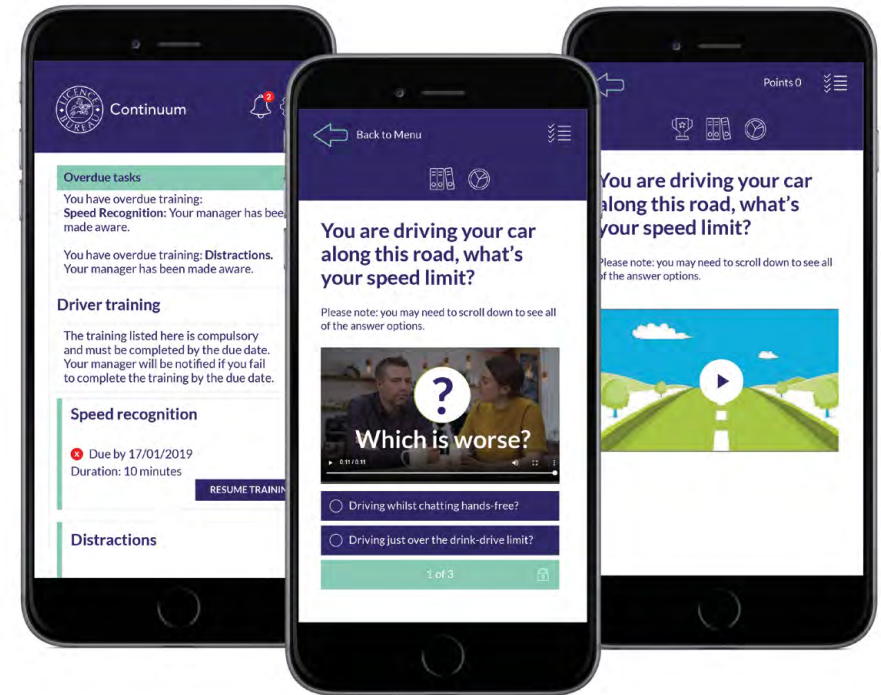 LICENCE
BUREAU
Continuum
2
Overdue tasks
You have overdue training:
Speed Recognition: Your manager has bee
made aware.
You have overdue training: Distractions.
Your manager has been made aware.
Driver training
The training listed here is compulsory
and must be completed by the due date.
Your manager will be notified if you fail
to complete the training by the due date.
Speed recognition
x Due by 17/01/2019
Duration: 10 minutes
RESUME TRAININ
Distractions
Back to Menu
You are driving your car
along this road, what's
your speed limit?
Please note: you may need to scroll down to see all
of the answer options.
?
Which is worse?
0:11 / 0:11
Driving whilst chatting hands-free?
Driving just over the drink-drive limit?
1 of 3
Points 0
You are driving your car
along this road, what's
your speed limit?
Please note: you may need to scroll down to see all
of the answer options.